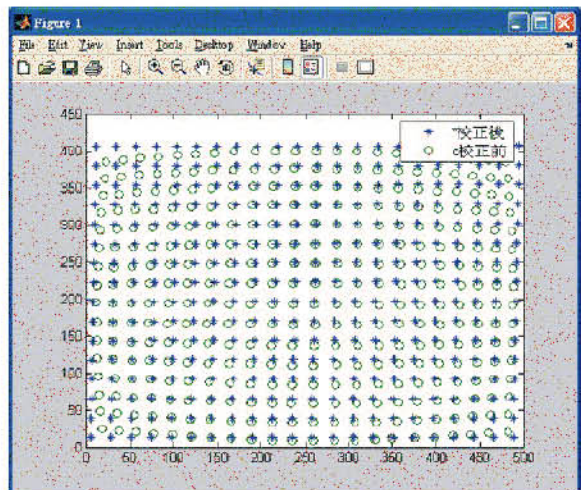 Figure 1
File Edit View Insert Tools Desktop Window Help
*校正後
o校正前
450
400
350
300
250
200
150
100
50
0
0 50 100 150 200 250 300 350 400 450 500